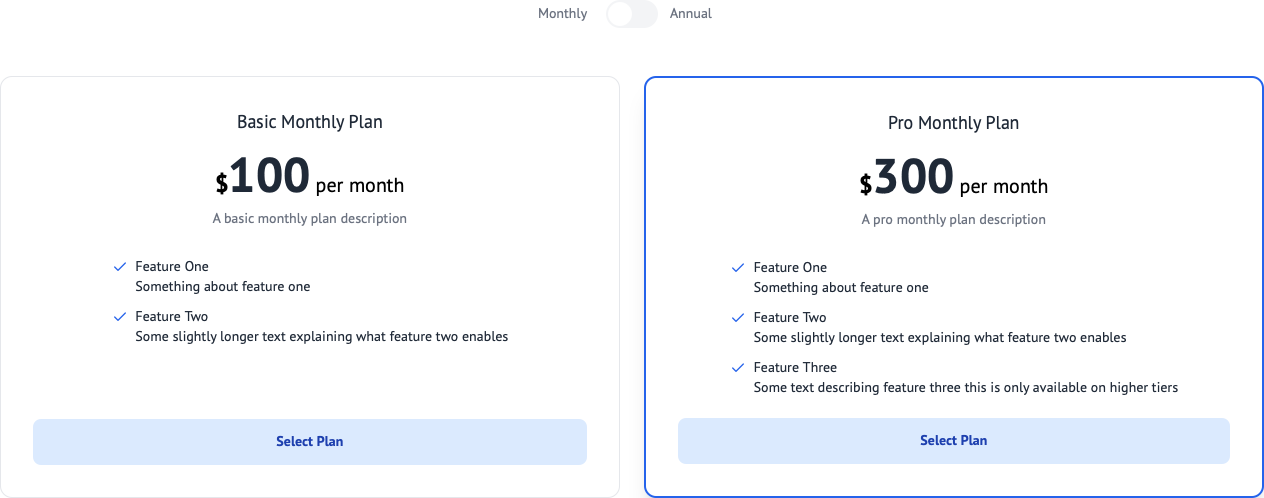 Monthly Annual
Basic Monthly Plan
$100 per month
A basic monthly plan description
Feature One
Something about feature one
Feature Two
Some slightly longer text explaining what feature two enables
Select Plan
Pro Monthly Plan
$300 per month
A pro monthly plan description
Feature One
Something about feature one
Feature Two
Some slightly longer text explaining what feature two enables
Feature Three
Some text describing feature three this is only available on higher tiers
Select Plan